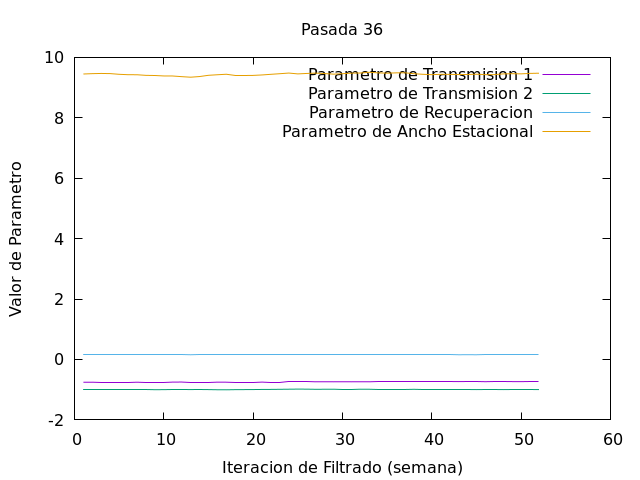 Pasada 36
Valor de Parametro
10
8
6
4
2
0
-2
Parametro de Transmision 1
Parametro de Transmision 2
Parametro de Recuperacion
Parametro de Ancho Estacional
0 10 20 30 40 50 60
Iteracion de Filtrado (semana)